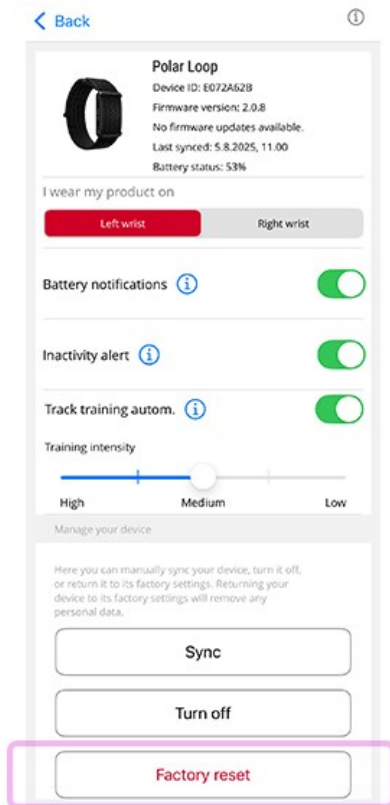 Back
Polar Loop
Device ID: E072A62B
Firmware version: 2.0.8
No firmware updates available.
Last synced: 5.8.2025, 11.00
Battery status: 53%
I wear my product on
Left wrist Right wrist
Battery notifications
Inactivity alert
Track training autom.
Training intensity
High Medium Low
Manage your device
Here you can manually sync your device, turn it off,
or return it to its factory settings. Returning your
device to its factory settings will remove any
personal data.
Sync
Turn off
Factory reset